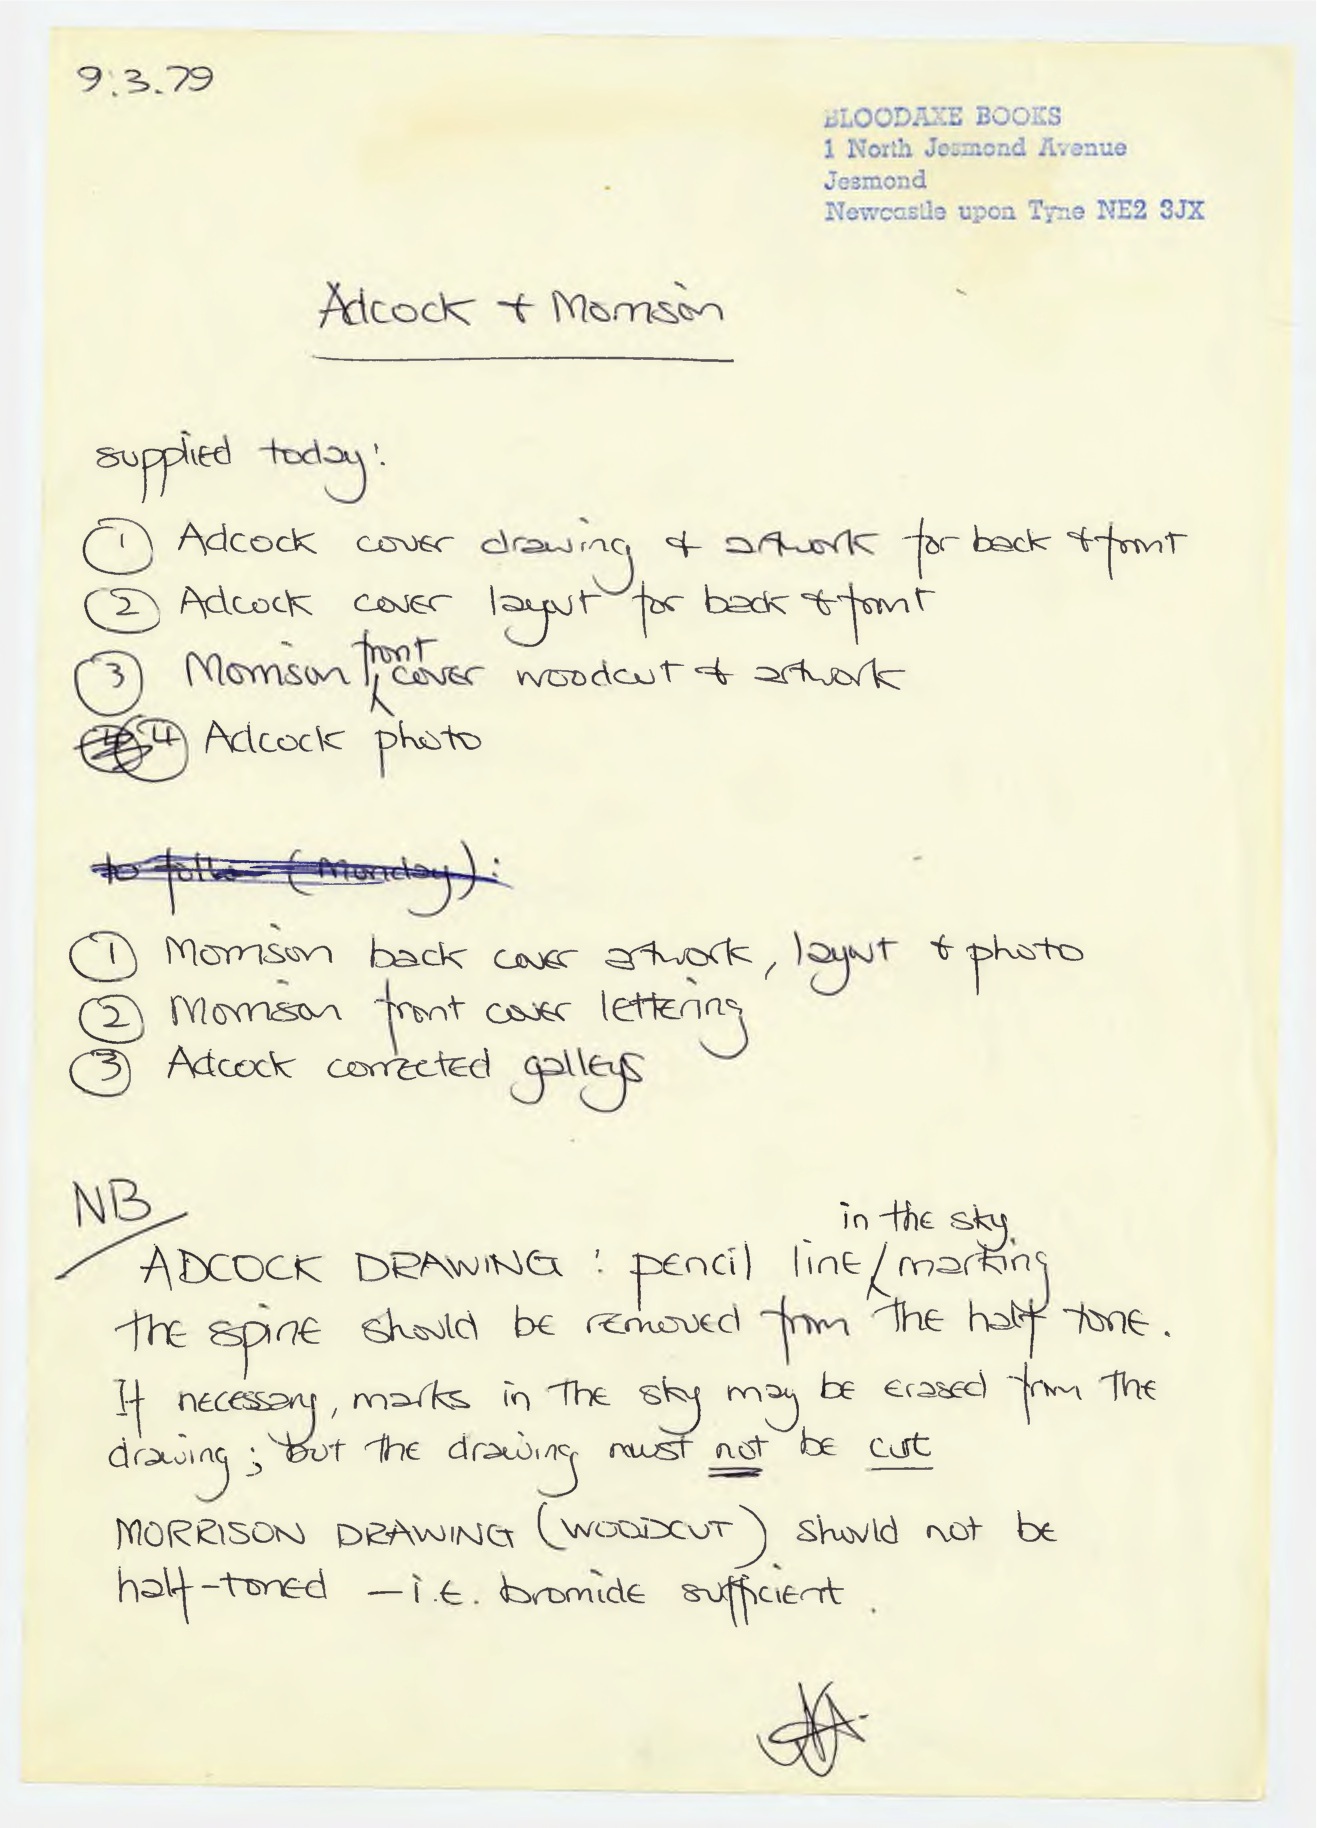 9.3.79
BLOODAXE BOOKS
1 North Jesmond Avenue
Jesmond
Newcastle upon Tyne NE2 3JX
Adcock & Morrison
supplied today:
① Adcock cover drawing & artwork for back & front
② Adcock cover layout for back & front
③ Morrison front cover woodcut & artwork
④ Adcock photo
to follow (Monday):
① Morrison back cover artwork, layout & photo
② Morrison front cover lettering
③ Adcock corrected galleys
NB
in the sky
ADCOCK DRAWING: pencil line marking
the spine should be removed from the half tone.
If necessary, marks in the sky may be erased from the
drawing; but the drawing must not be cut
MORRISON DRAWING (WOODCUT) should not be
half-toned – i.e. bromide sufficient.